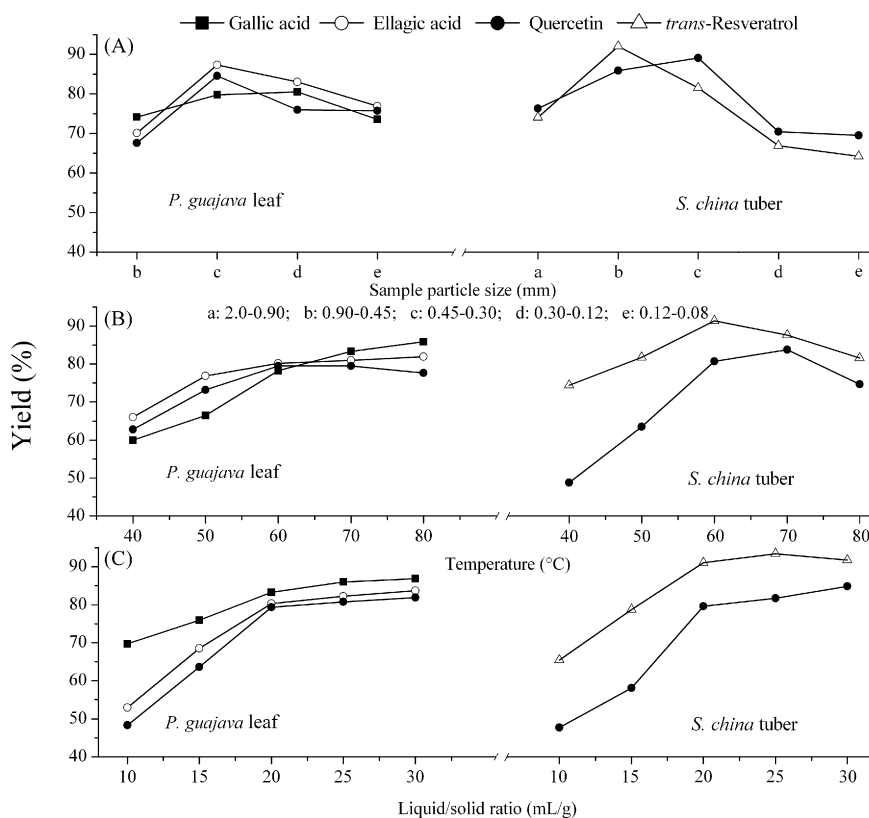 Gallic acid Ellagic acid Quercetin trans-Resveratrol
(A)
90
80
70
60
50
40
P. guajava leaf
S. china tuber
b c d e a b c d e
Sample particle size (mm)
a: 2.0-0.90; b: 0.90-0.45; c: 0.45-0.30; d: 0.30-0.12; e: 0.12-0.08
(B)
90
80
70
60
50
40
P. guajava leaf
S. china tuber
40 50 60 70 80 40 50 60 70 80
Temperature (°C)
Yield (%)
(C)
90
80
70
60
50
40
P. guajava leaf
S. china tuber
10 15 20 25 30 10 15 20 25 30
Liquid/solid ratio (mL/g)